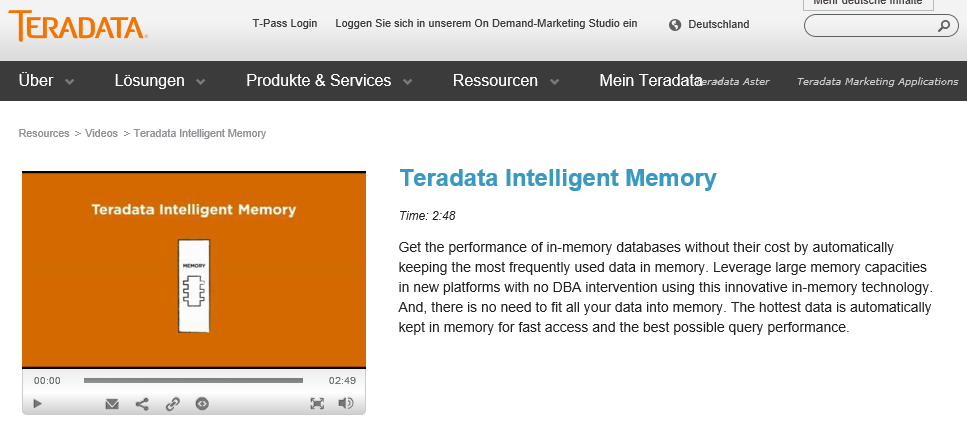 Mehr deutsche Inhalte
TERADATA.
T-Pass Login Loggen Sie sich in unserem On Demand-Marketing Studio ein Deutschland
Über Lösungen Produkte & Services Ressourcen Mein Teradata Teradata Aster Teradata Marketing Applications
Resources > Videos > Teradata Intelligent Memory
Teradata Intelligent Memory
MEMORY
00:00 02:49
Teradata Intelligent Memory
Time: 2:48
Get the performance of in-memory databases without their cost by automatically
keeping the most frequently used data in memory. Leverage large memory capacities
in new platforms with no DBA intervention using this innovative in-memory technology.
And, there is no need to fit all your data into memory. The hottest data is automatically
kept in memory for fast access and the best possible query performance.